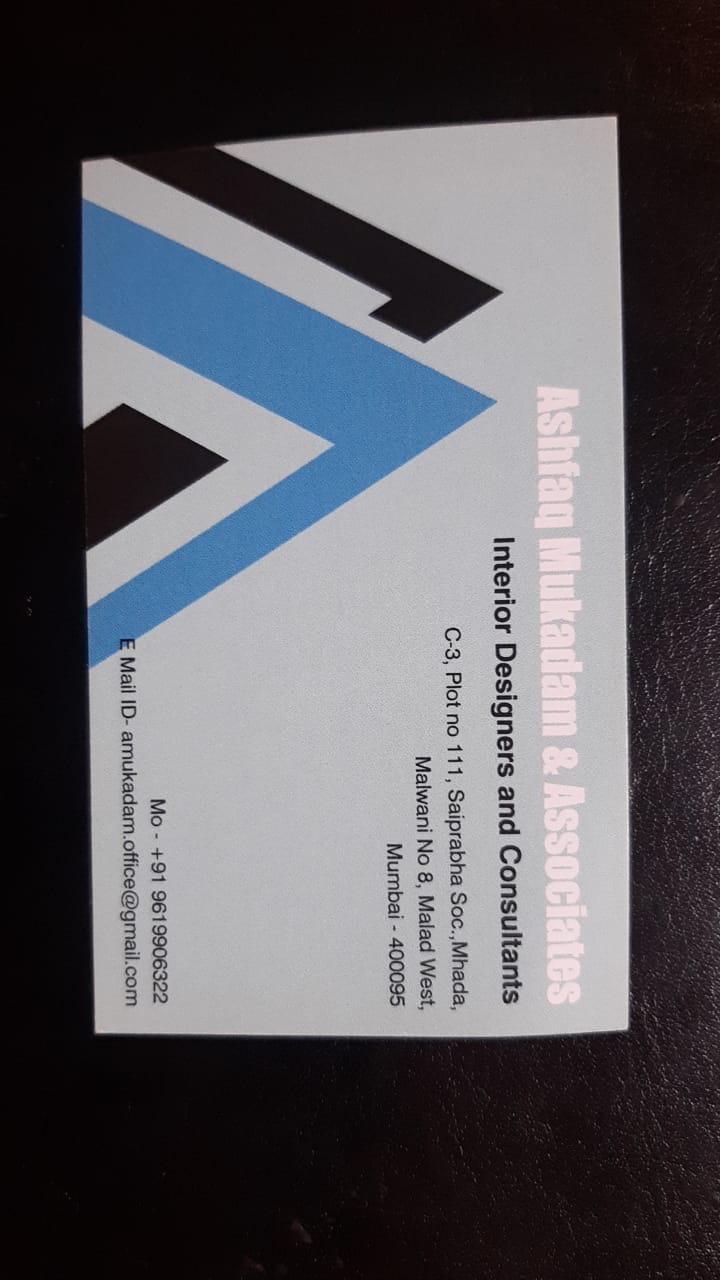 Ashfaq Mukadam & Associates
Interior Designers and Consultants
C-3, Plot no 111, Saiprabha Soc.,Mhada,
Malwani No 8, Malad West,
Mumbai - 400095
Mo - +91 9619906322
E Mail ID- amukadam.office@gmail.com